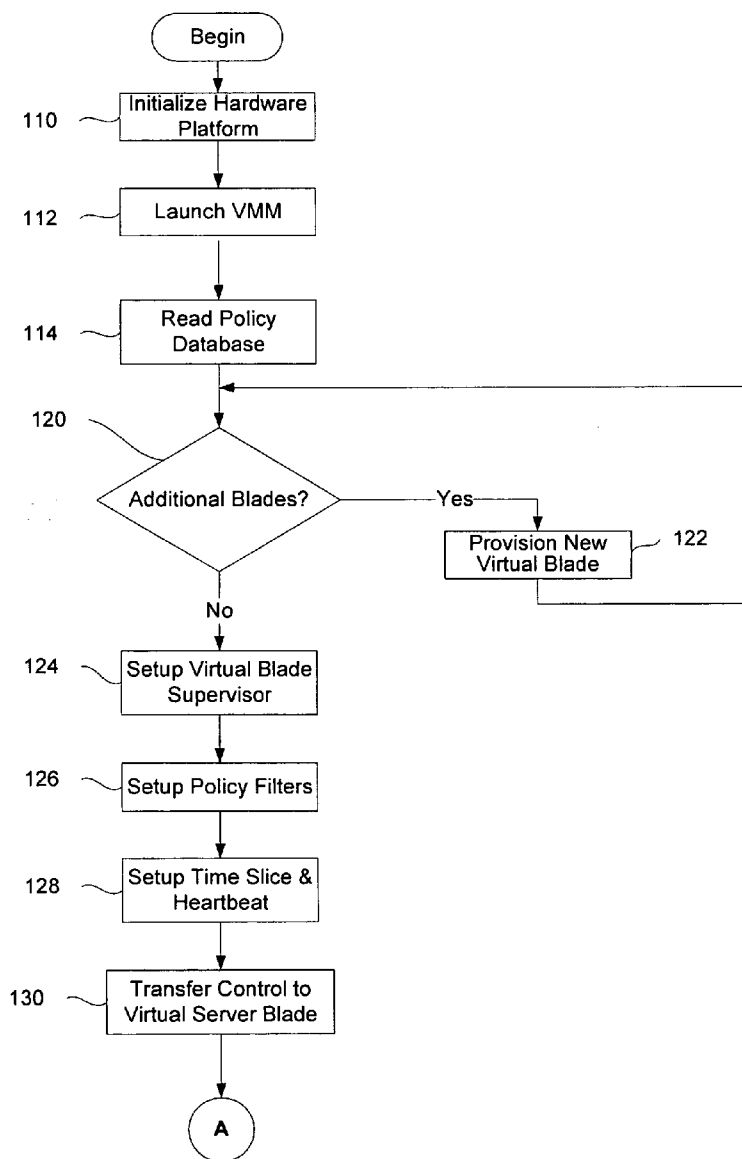 Begin
110
Initialize Hardware
Platform
112
Launch VMM
114
Read Policy
Database
120
Additional Blades?
Yes
Provision New
Virtual Blade
122
No
124
Setup Virtual Blade
Supervisor
126
Setup Policy Filters
128
Setup Time Slice &
Heartbeat
130
Transfer Control to
Virtual Server Blade
A